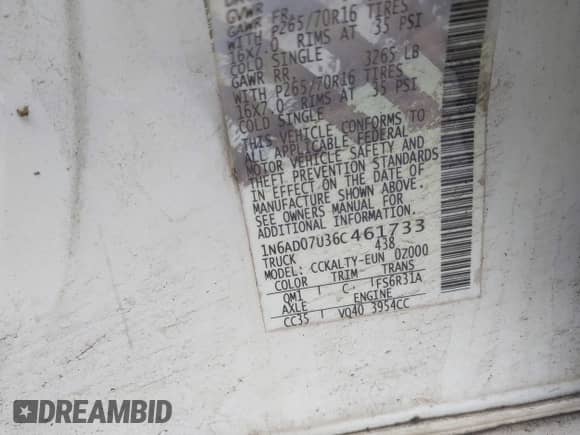 GVWR
GAWR FR.
WITH P265/70R16 TIRES
16X7.0 RIMS AT 35 PSI
COLD SINGLE
GAWR RR. 3265 LB
WITH P265/70R16 TIRES
16X7.0 RIMS AT 35 PSI
COLD SINGLE
THIS VEHICLE CONFORMS TO
ALL APPLICABLE FEDERAL
MOTOR VEHICLE SAFETY AND
THEFT PREVENTION STANDARDS
IN EFFECT ON THE DATE OF
MANUFACTURE SHOWN ABOVE.
SEE OWNERS MANUAL FOR
ADDITIONAL INFORMATION.
1N6AD07U36C461733
TRUCK 438
MODEL: CCKALTY-EUN 0Z000
COLOR TRIM TRANS
QM1 C FS6R31A
AXLE ENGINE
CC35 VQ40 3954CC
DREAMBID